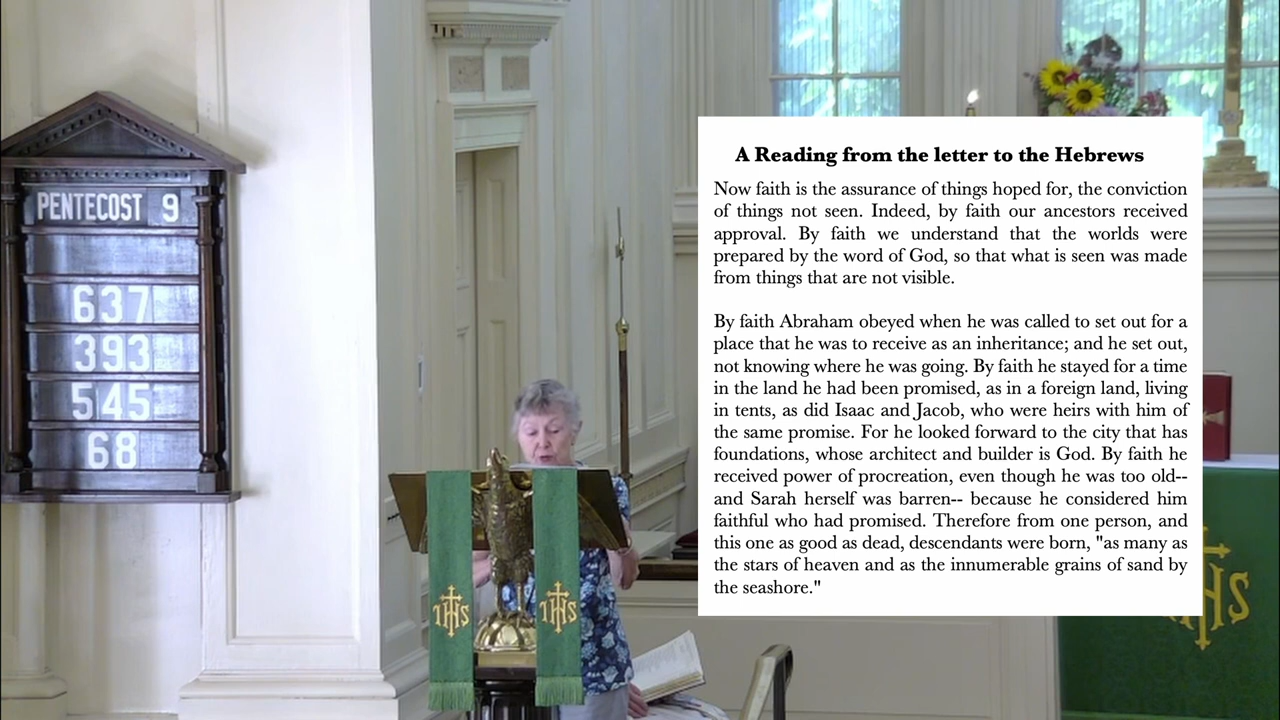 PENTECOST 9
637
393
545
68
IHS
IHS
A Reading from the letter to the Hebrews
Now faith is the assurance of things hoped for, the conviction
of things not seen. Indeed, by faith our ancestors received
approval. By faith we understand that the worlds were
prepared by the word of God, so that what is seen was made
from things that are not visible.
By faith Abraham obeyed when he was called to set out for a
place that he was to receive as an inheritance; and he set out,
not knowing where he was going. By faith he stayed for a time
in the land he had been promised, as in a foreign land, living
in tents, as did Isaac and Jacob, who were heirs with him of
the same promise. For he looked forward to the city that has
foundations, whose architect and builder is God. By faith he
received power of procreation, even though he was too old--
and Sarah herself was barren-- because he considered him
faithful who had promised. Therefore from one person, and
this one as good as dead, descendants were born, "as many as
the stars of heaven and as the innumerable grains of sand by
the seashore."
HS